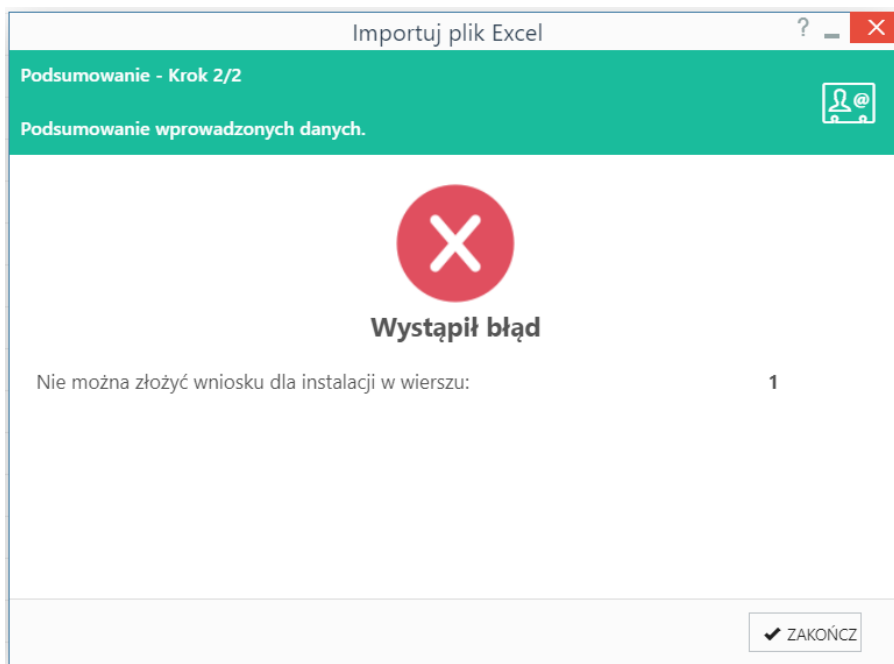 Importuj plik Excel
?
Podsumowanie - Krok 2/2
Podsumowanie wprowadzonych danych.
@
Wystąpił błąd
Nie można złożyć wniosku dla instalacji w wierszu: 1
ZAKOŃCZ